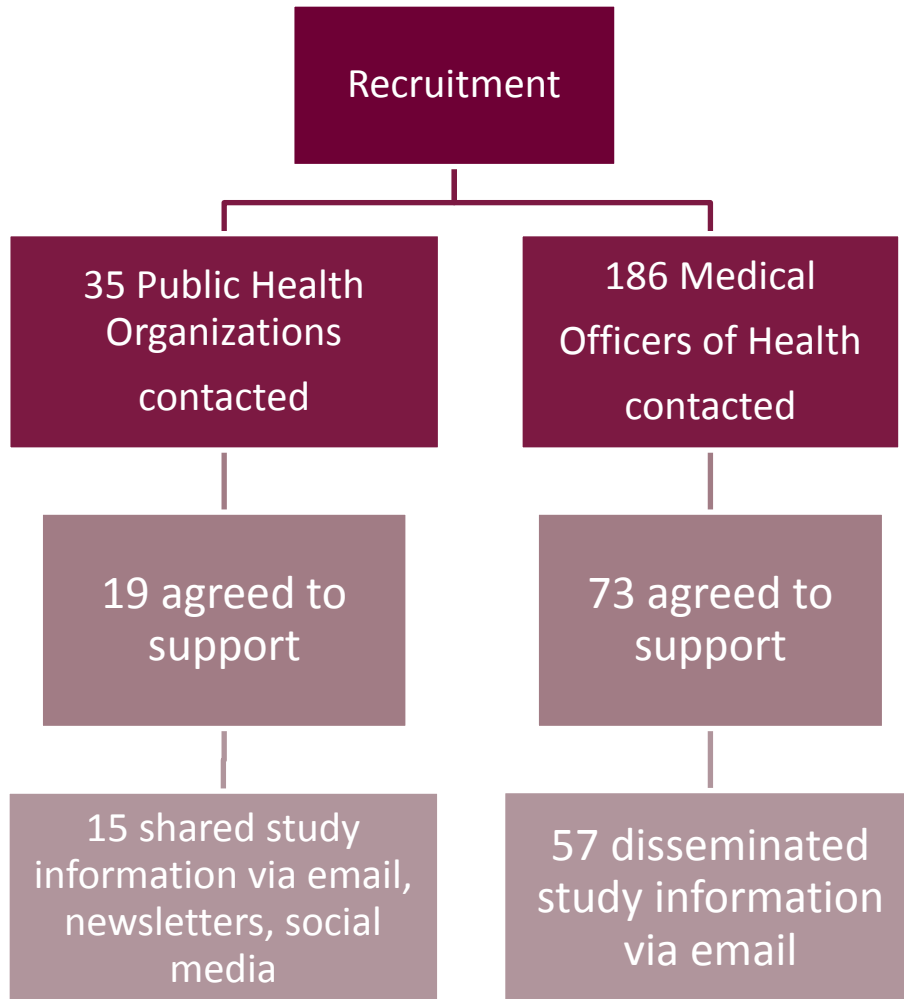 Recruitment
35 Public Health
Organizations
contacted
186 Medical
Officers of Health
contacted
19 agreed to
support
73 agreed to
support
15 shared study
information via email,
newsletters, social
media
57 disseminated
study information
via email